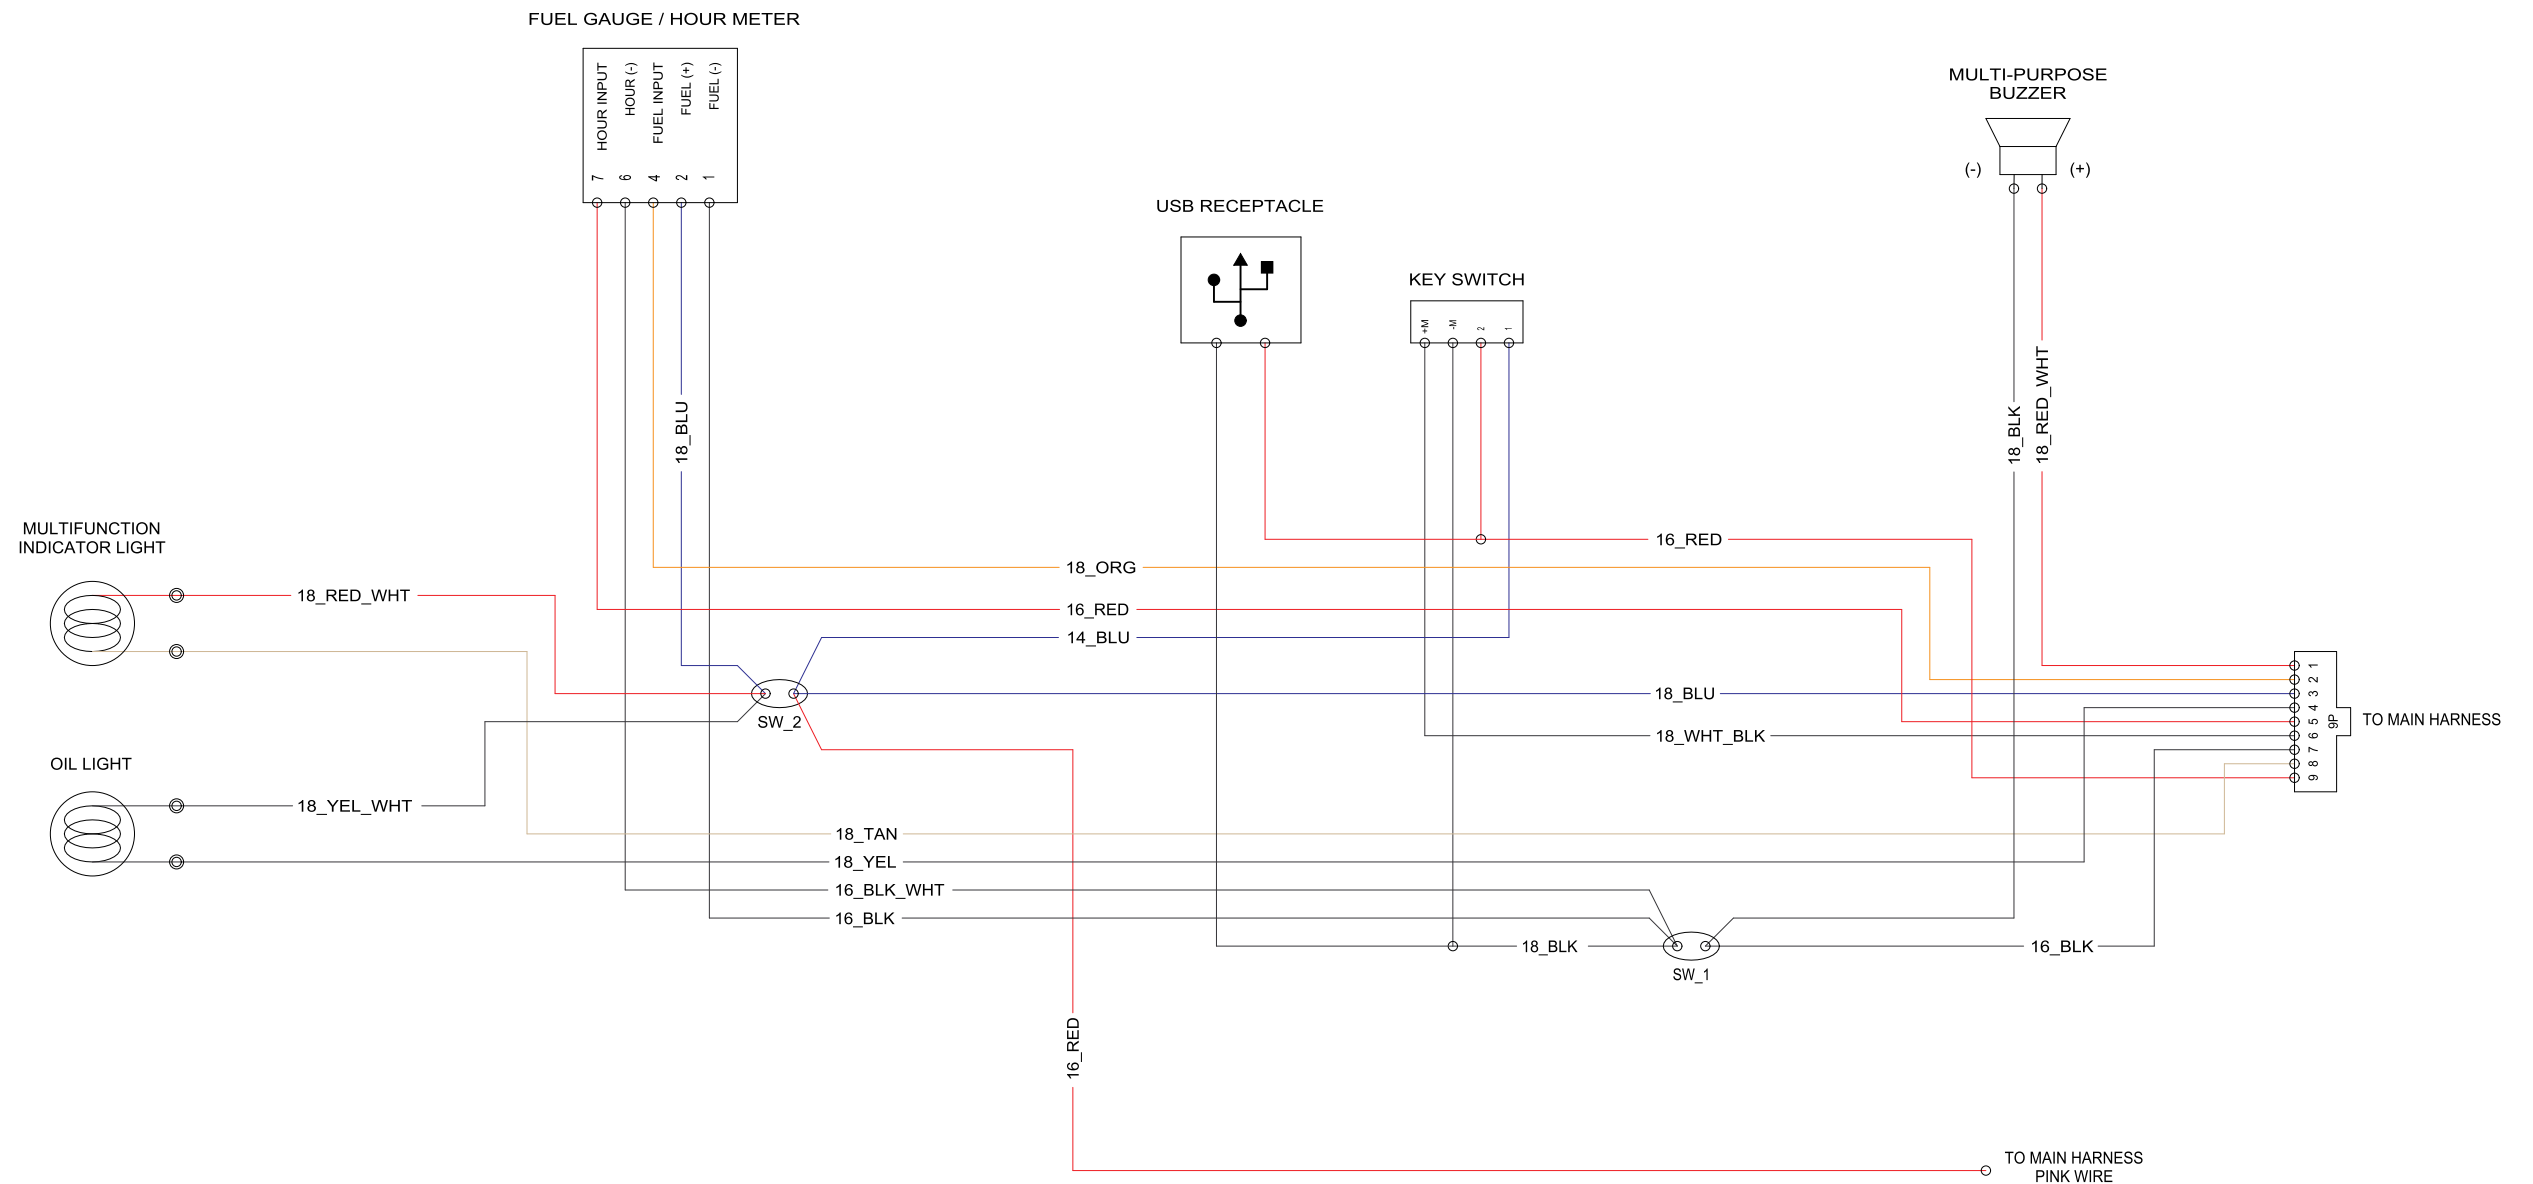 FUEL GAUGE / HOUR METER
HOUR INPUT
HOUR (-)
FUEL INPUT
FUEL (+)
FUEL (-)
7
6
4
2
1
MULTI-PURPOSE
BUZZER
(-)
(+)
USB RECEPTACLE
KEY SWITCH
+M
-M
2
1
18_BLU
18_BLK
18_RED_WHT
MULTIFUNCTION
INDICATOR LIGHT
16_RED
18_ORG
18_RED_WHT
16_RED
14_BLU
18_BLU
SW_2
18_WHT_BLK
1
2
3
4
5
6
7
8
9
9P
TO MAIN HARNESS
OIL LIGHT
18_YEL_WHT
18_TAN
18_YEL
16_BLK_WHT
16_BLK
18_BLK
16_BLK
SW_1
16_RED
TO MAIN HARNESS
PINK WIRE